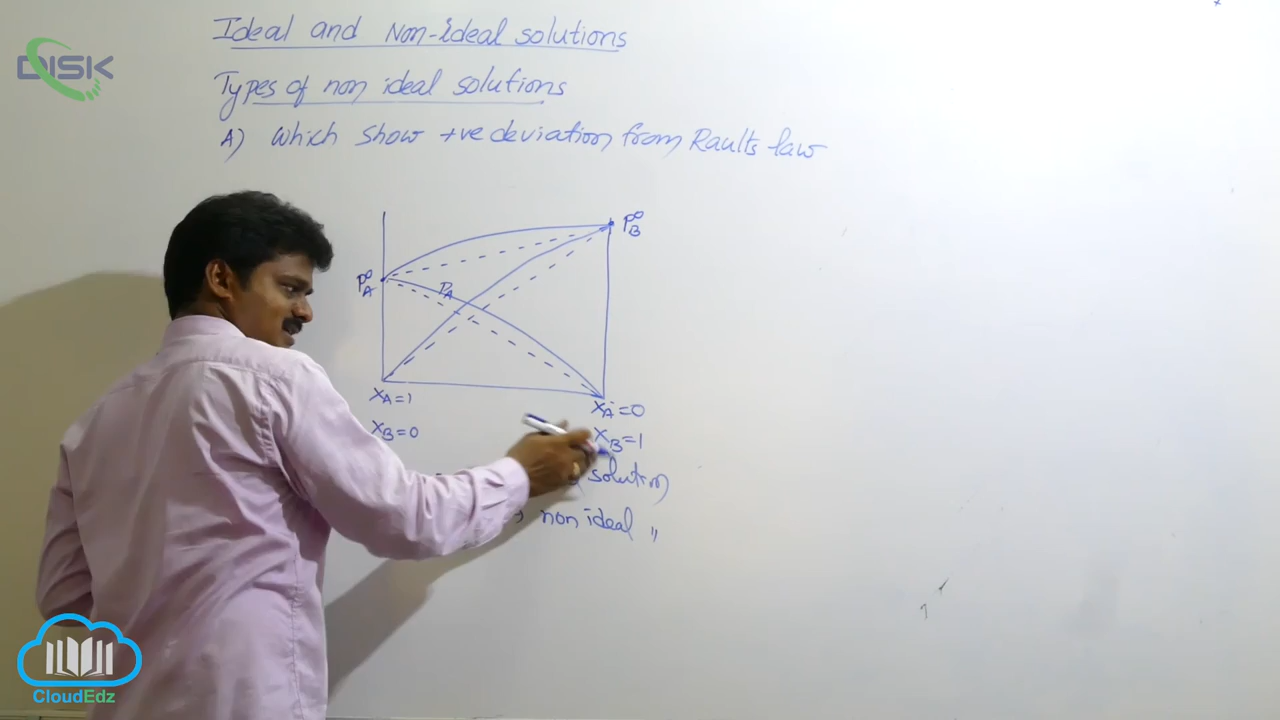 DISK
Ideal and Non-ideal solutions
Types of non ideal solutions
A) Which show +ve deviation from Raults law
P°B
P°A
PA
XA=1
XA=0
XB=0
XB=1
solution
non ideal "
CloudEdz